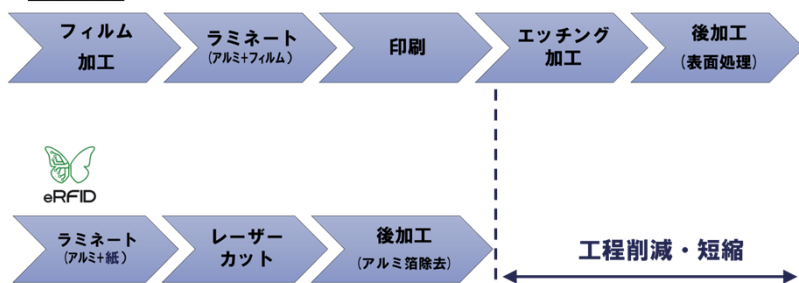 フィルム
加工
ラミネート
(アルミ+フィルム)
印刷
エッチング
加工
後加工
(表面処理)
eRFID
ラミネート
(アルミ+紙)
レーザー
カット
後加工
(アルミ箔除去)
工程削減・短縮